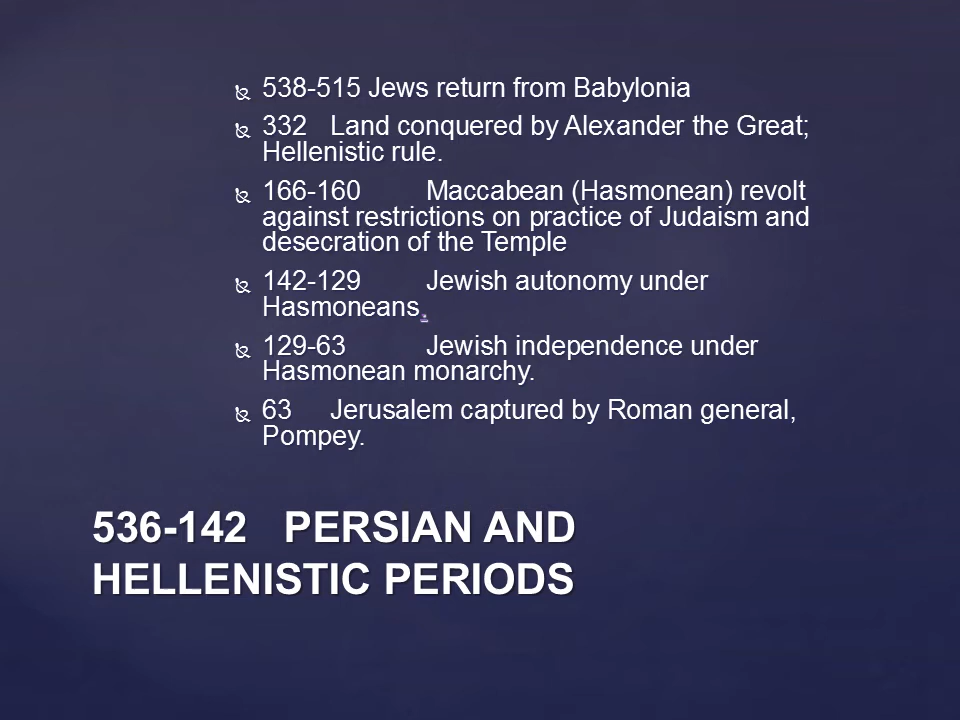 538-515 Jews return from Babylonia
332 Land conquered by Alexander the Great;
Hellenistic rule.
166-160 Maccabean (Hasmonean) revolt
against restrictions on practice of Judaism and
desecration of the Temple
142-129 Jewish autonomy under
Hasmoneans.
129-63 Jewish independence under
Hasmonean monarchy.
63 Jerusalem captured by Roman general,
Pompey.
536-142 PERSIAN AND
HELLENISTIC PERIODS